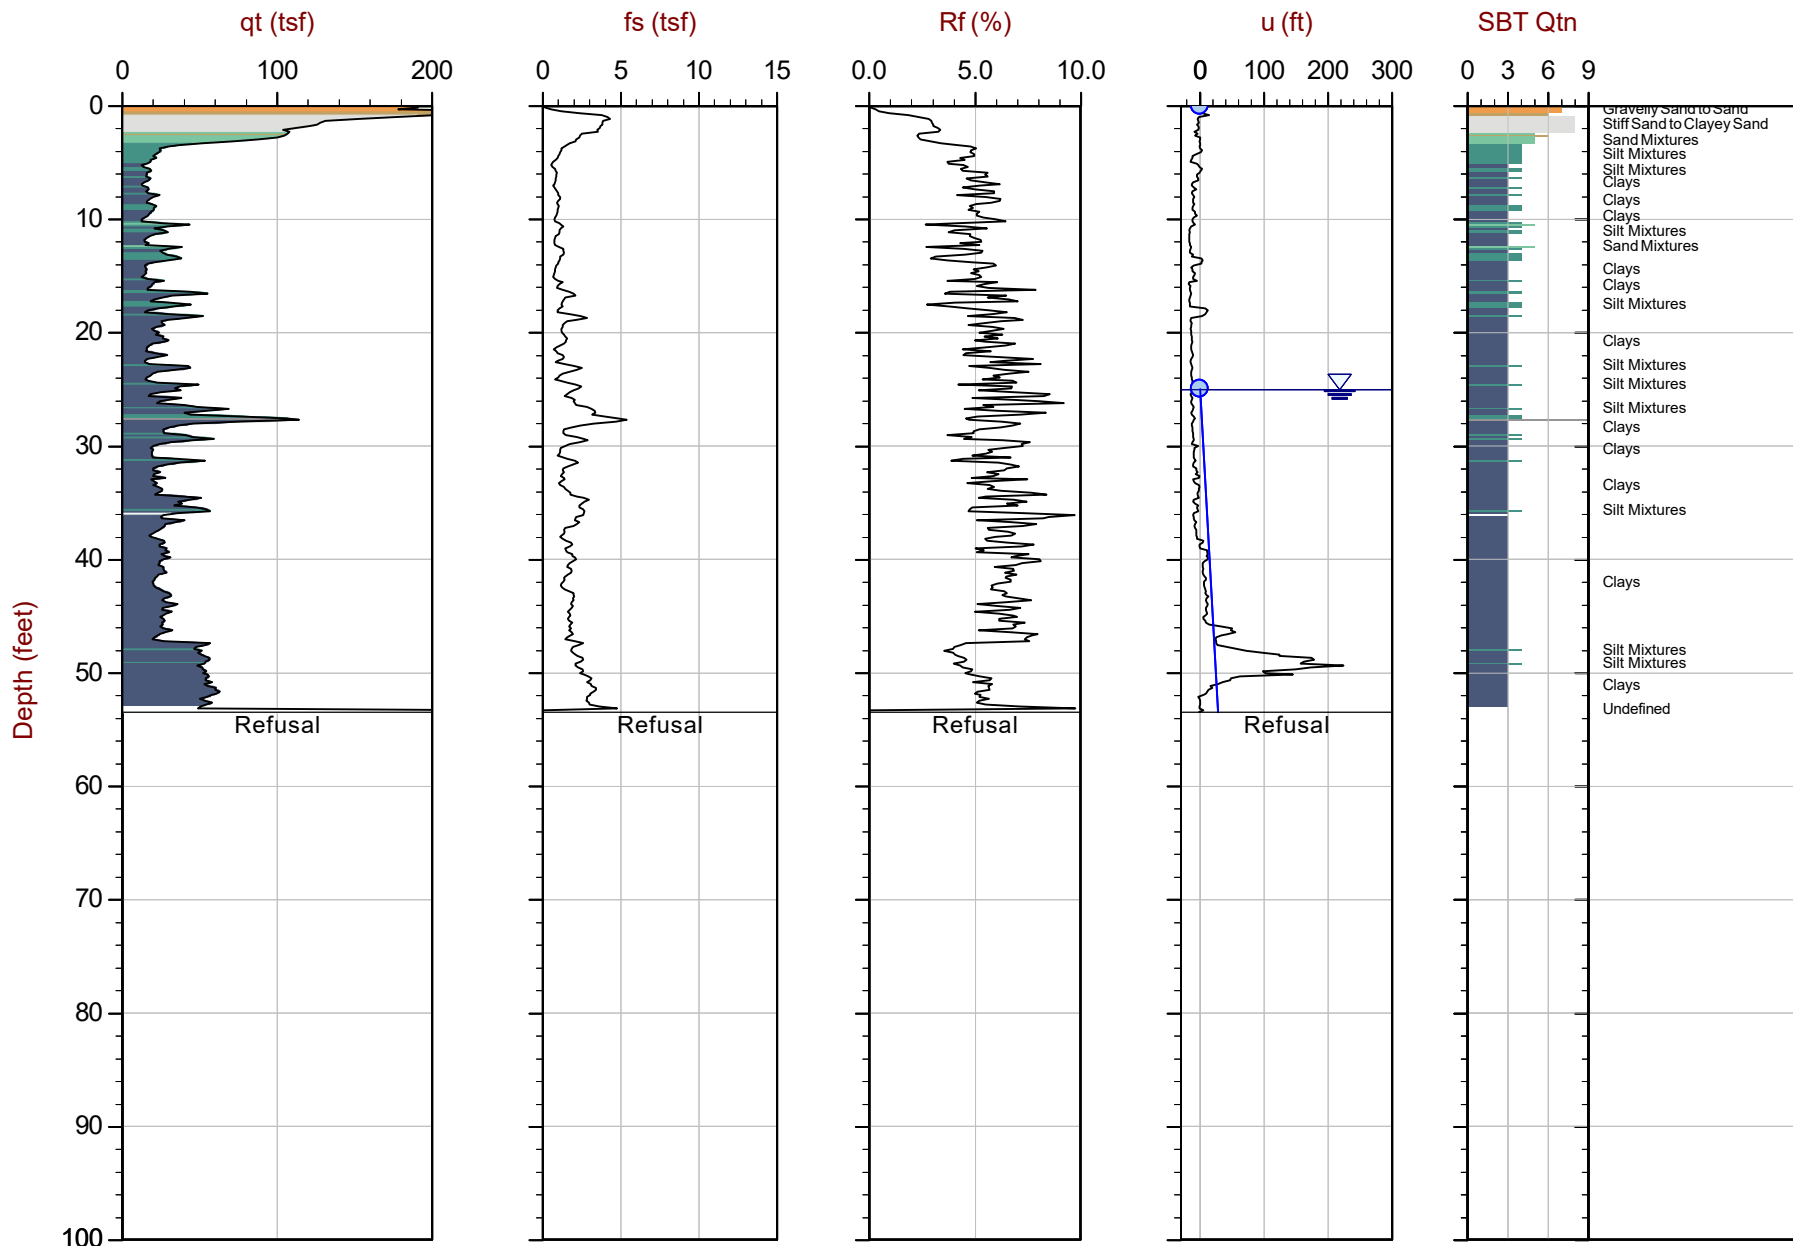 qt (tsf) fs (tsf) Rf (%) u (ft) SBT Qtn
0 100 200 0 5 15 0.0 5.0 10.0 0 100 200 300 0 3 6 9
10
0
Gravelly Sand to Sand
Stiff Sand to Clayey Sand
Sand Mixtures
Silt Mixtures
Silt Mixtures
Clays
Clays
Clays
10
Silt Mixtures
Sand Mixtures
Clays
Clays
Silt Mixtures
20
Clays
Silt Mixtures
Silt Mixtures
Silt Mixtures
Clays
30
Clays
Clays
Silt Mixtures
40
Clays
Silt Mixtures
Silt Mixtures
50
Clays
Undefined
Refusal Refusal Refusal Refusal
60
70
80
90
100
Depth (feet)